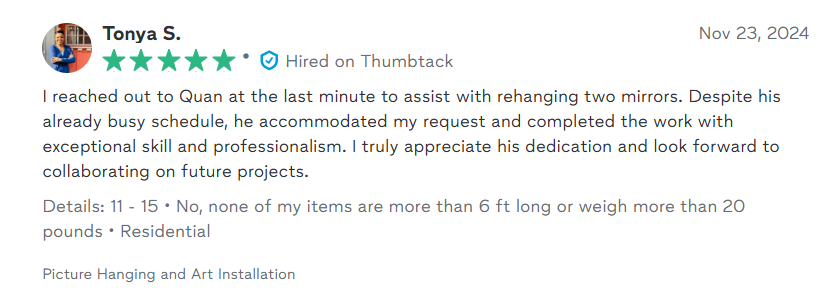 Tonya S.
Nov 23, 2024
• Hired on Thumbtack
I reached out to Quan at the last minute to assist with rehanging two mirrors. Despite his
already busy schedule, he accommodated my request and completed the work with
exceptional skill and professionalism. I truly appreciate his dedication and look forward to
collaborating on future projects.
Details: 11 - 15 • No, none of my items are more than 6 ft long or weigh more than 20
pounds • Residential
Picture Hanging and Art Installation